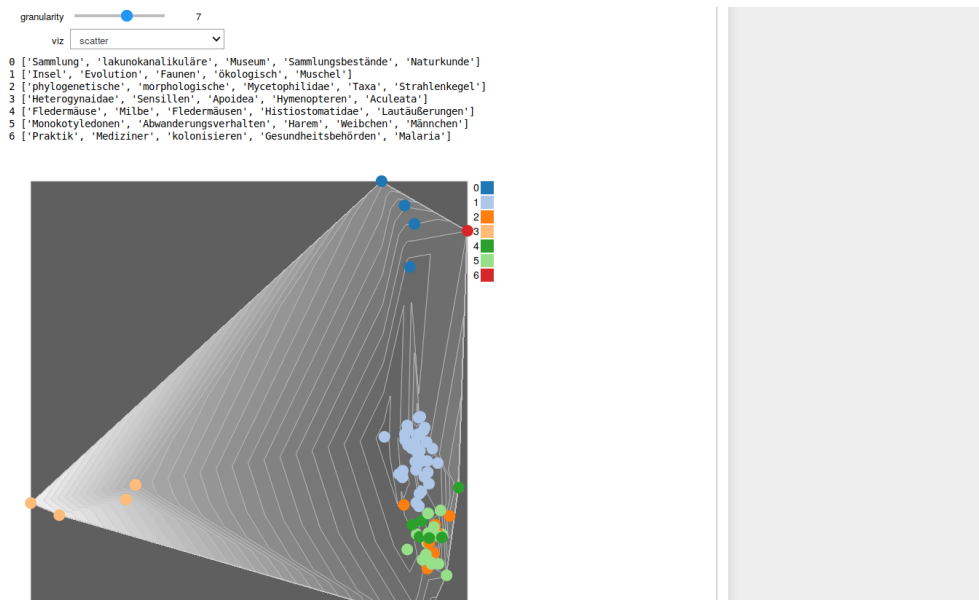 granularity 7
viz scatter
0 ['Sammlung', 'lakunokanalikuläre', 'Museum', 'Sammlungsbestände', 'Naturkunde']
1 ['Insel', 'Evolution', 'Faunen', 'ökologisch', 'Muschel']
2 ['phylogenetische', 'morphologische', 'Mycetophilidae', 'Taxa', 'Strahlenkegel']
3 ['Heterogynaidae', 'Sensillen', 'Apoidea', 'Hymenopteren', 'Aculeata']
4 ['Fledermäuse', 'Milbe', 'Fledermäusen', 'Histiostomatidae', 'Lautäußerungen']
5 ['Monokotyledonen', 'Abwanderungsverhalten', 'Harem', 'Weibchen', 'Männchen']
6 ['Praktik', 'Mediziner', 'kolonisieren', 'Gesundheitsbehörden', 'Malaria']
0
1
2
3
4
5
6